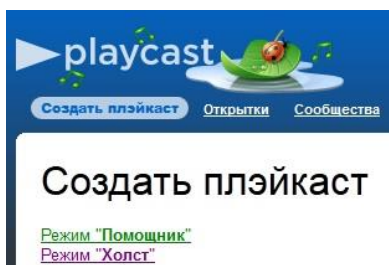 playcast
Создать плэйкаст Открытки Сообщества
Создать плэйкаст
Режим "Помощник"
Режим "Холст"